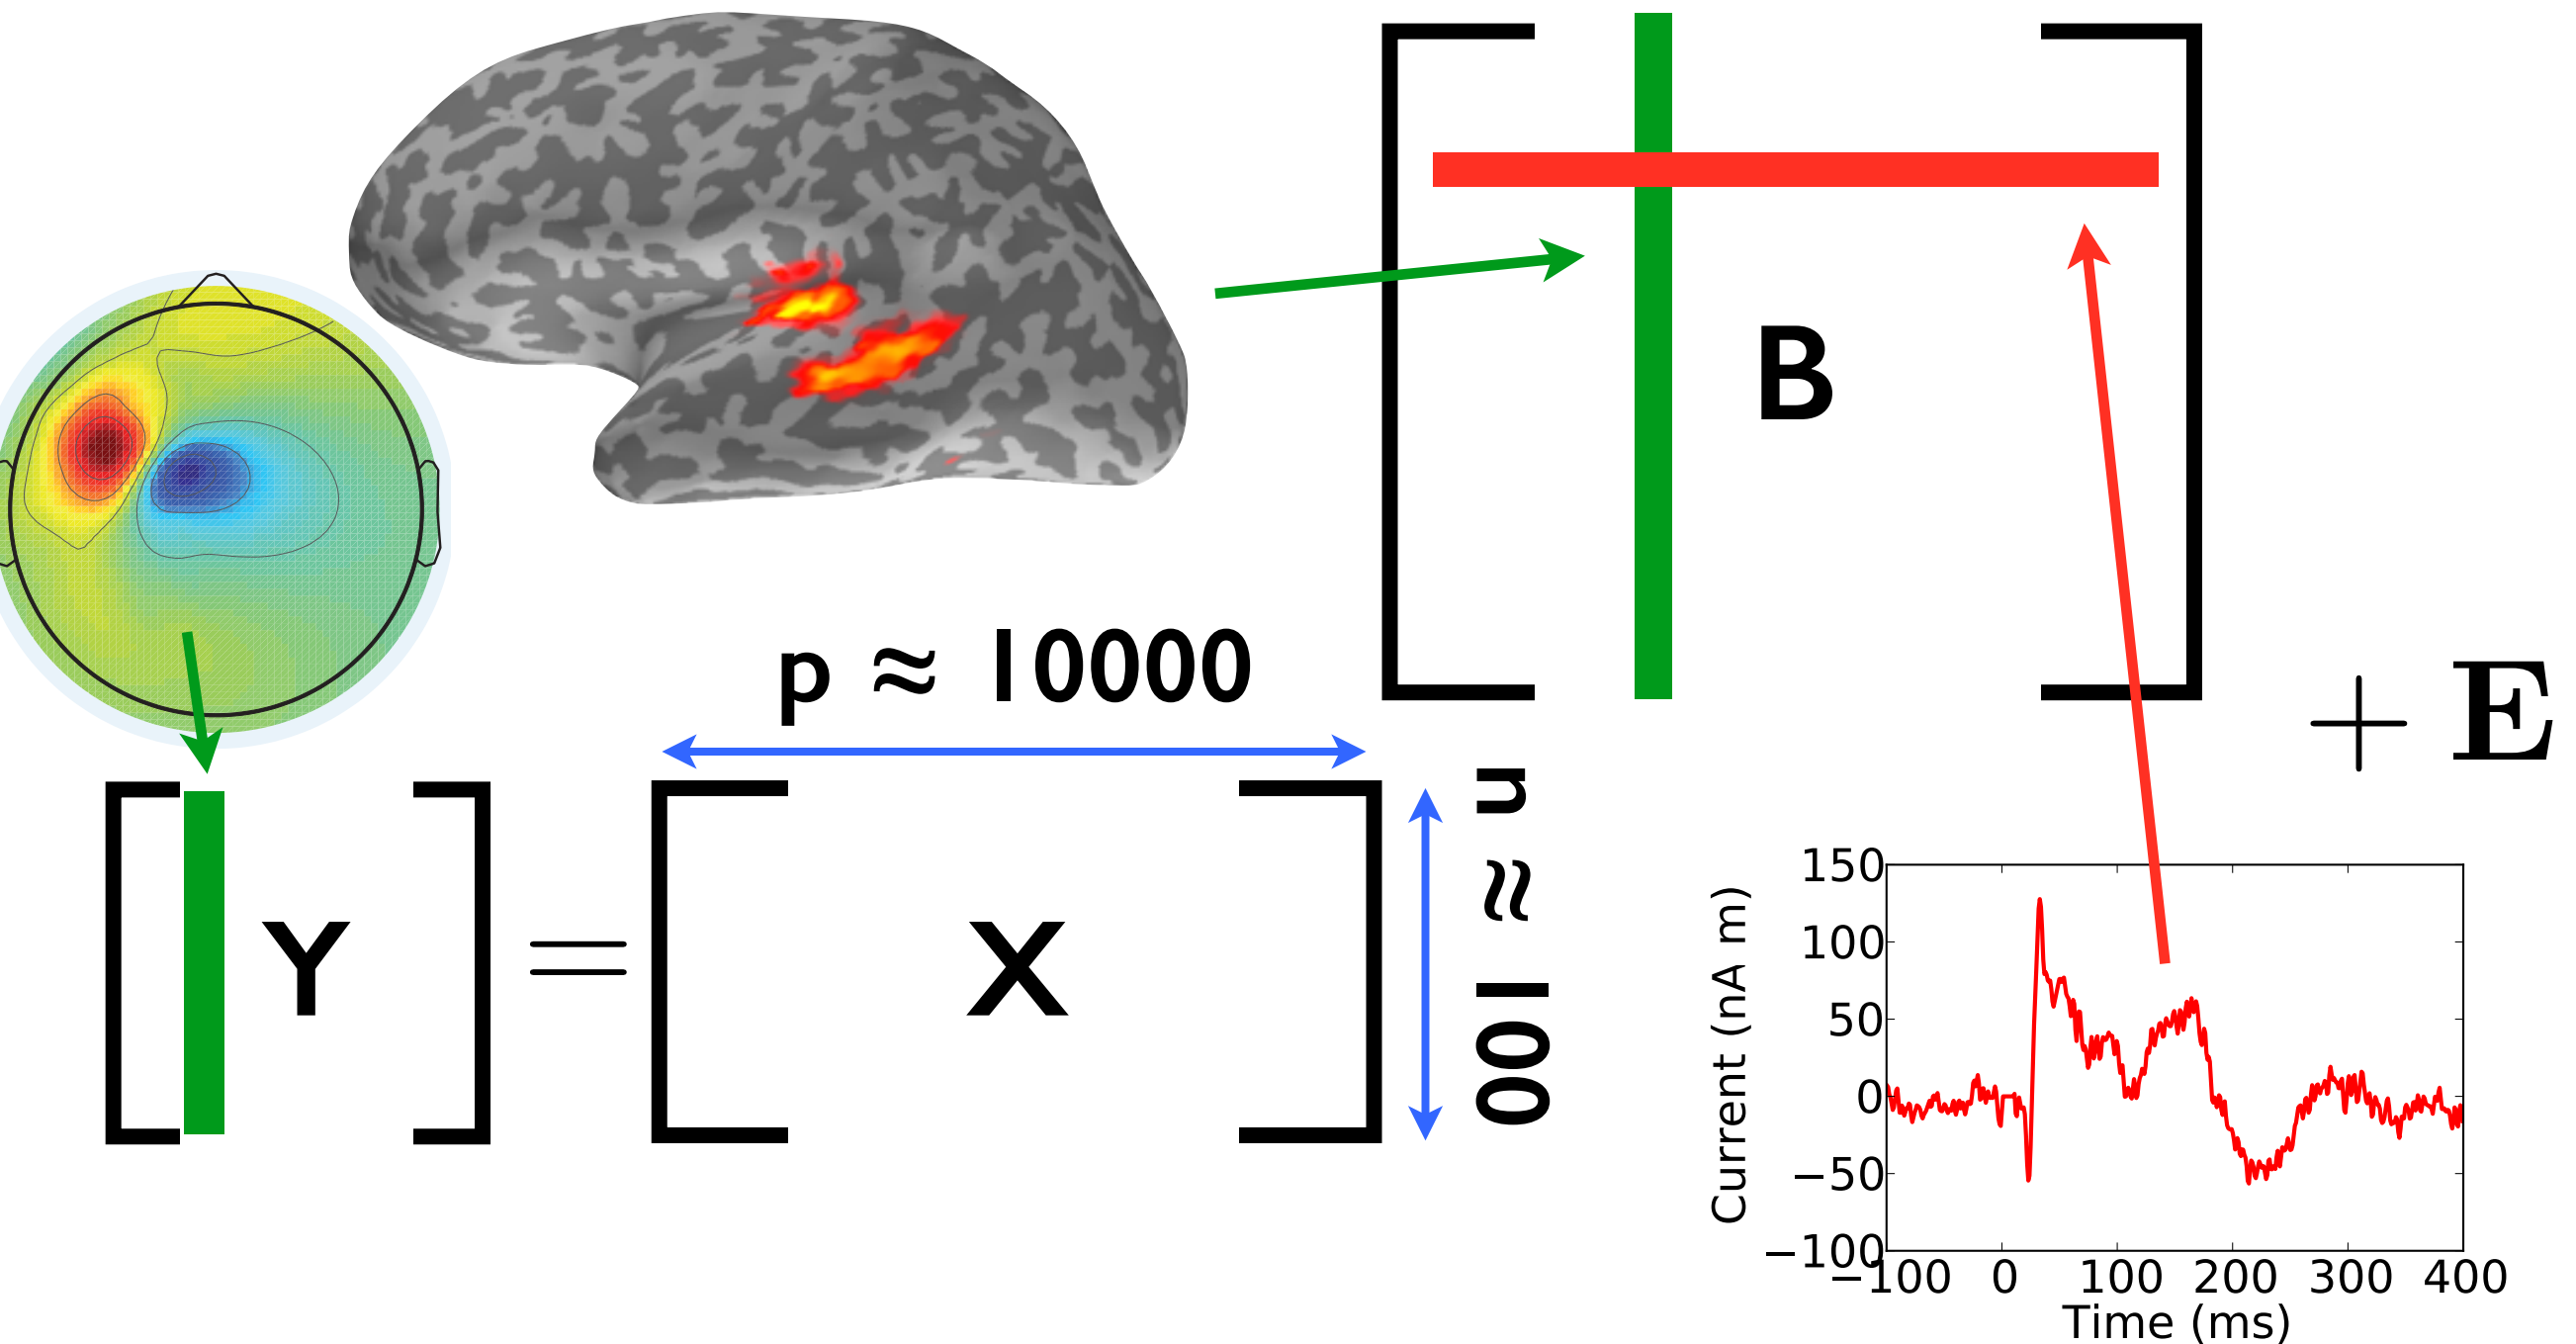 B
p ≈ 10000
+ E
Y
=
X
n ≈ 100
Current (nA m)
150
100
50
0
−50
−100
−100 0 100 200 300 400
Time (ms)